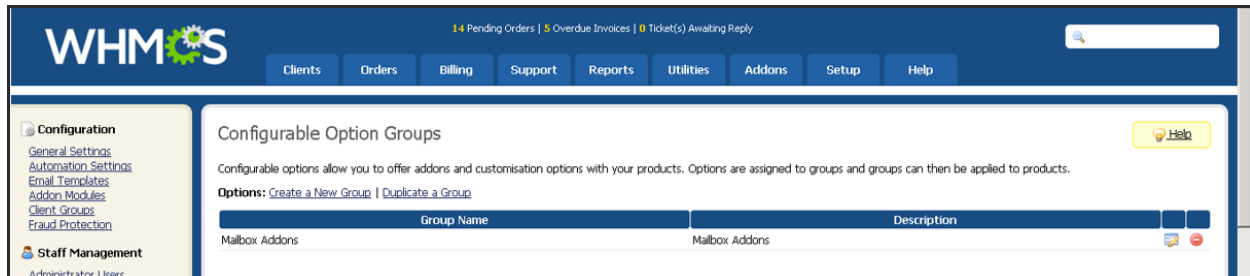 WHMCS
14 Pending Orders | 5 Overdue Invoices | 0 Ticket(s) Awaiting Reply
Clients Orders Billing Support Reports Utilities Addons Setup Help
Configuration
General Settings
Automation Settings
Email Templates
Addon Modules
Client Groups
Fraud Protection
Staff Management
Administrator Users
Configurable Option Groups
Help
Configurable options allow you to offer addons and customisation options with your products. Options are assigned to groups and groups can then be applied to products.
Options: Create a New Group | Duplicate a Group
Group Name Description
Mailbox Addons Mailbox Addons